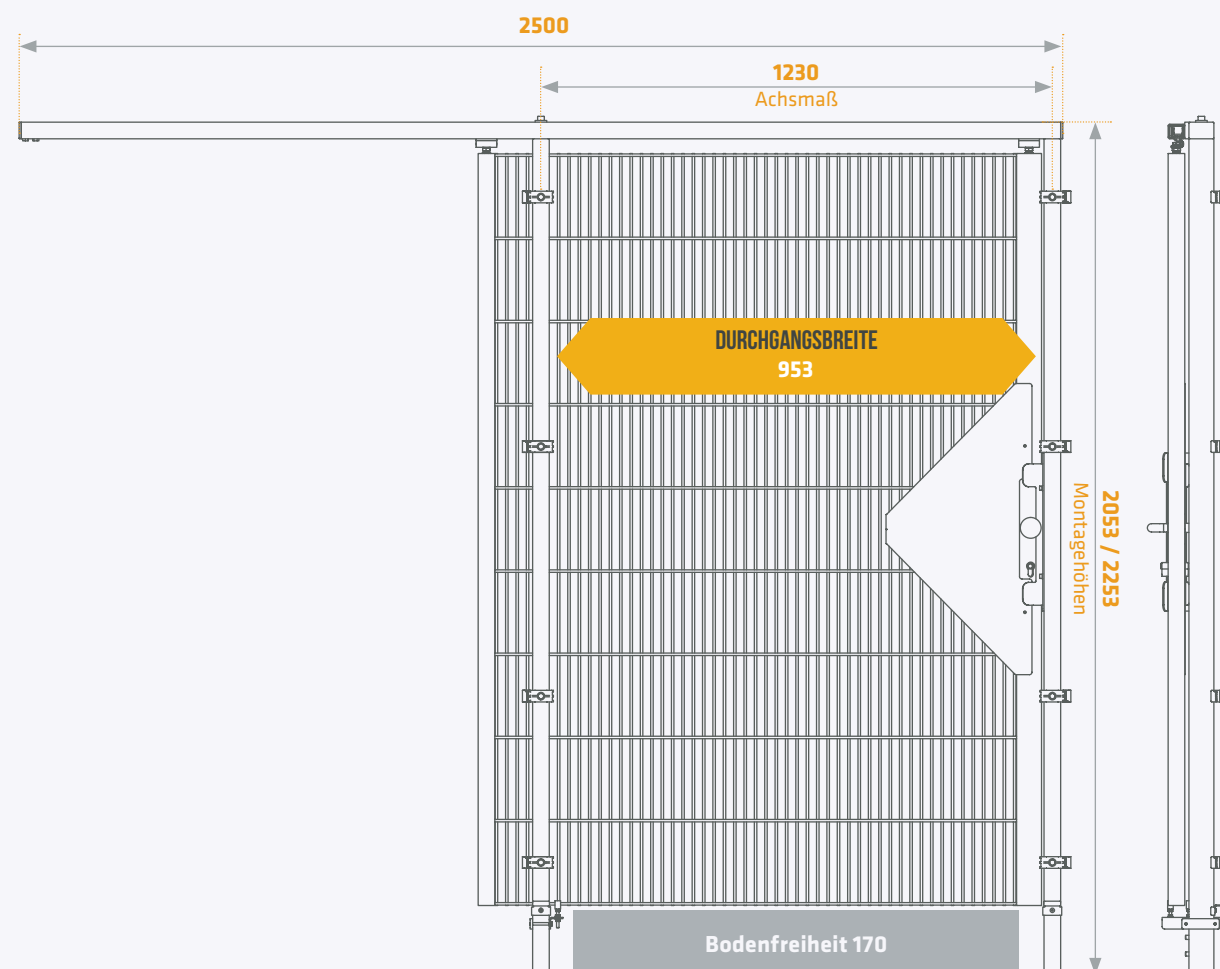 2500
1230
Achsmaß
DURCHGANGSBREITE
953
2053 / 2253
Montagehöhen
Bodenfreiheit 170